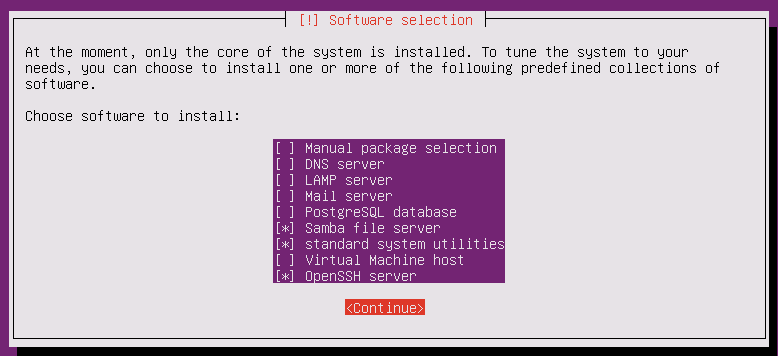 [!] Software selection
At the moment, only the core of the system is installed. To tune the system to your
needs, you can choose to install one or more of the following predefined collections of
software.
Choose software to install:
[ ] Manual package selection
[ ] DNS server
[ ] LAMP server
[ ] Mail server
[ ] PostgreSQL database
[*] Samba file server
[*] standard system utilities
[ ] Virtual Machine host
[*] OpenSSH server
<Continue>